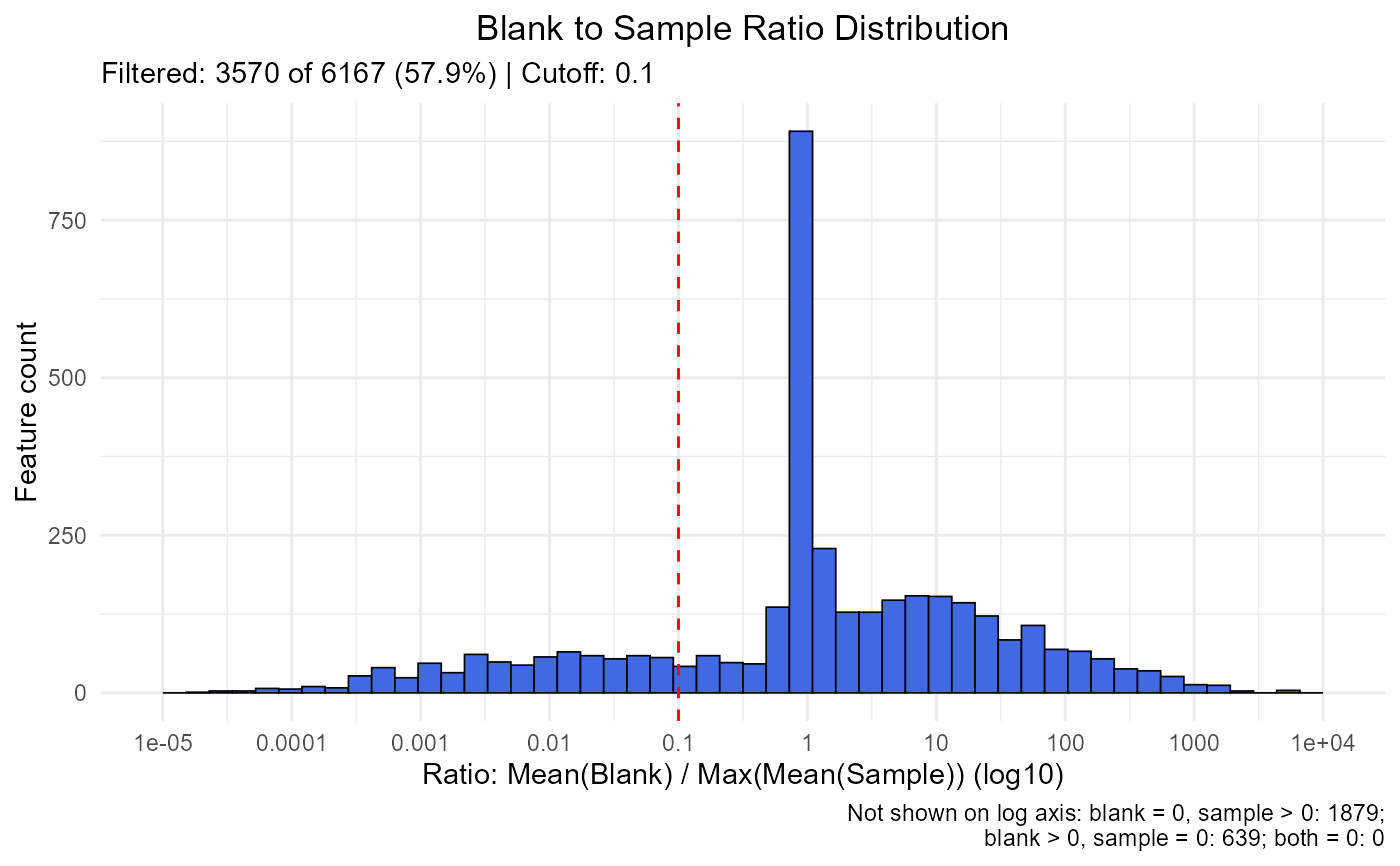 Blank to Sample Ratio Distribution
Filtered: 3570 of 6167 (57.9%) | Cutoff: 0.1
Feature count
750
500
250
0
1e-05 0.0001 0.001 0.01 0.1 1 10 100 1000 1e+04
Ratio: Mean(Blank) / Max(Mean(Sample)) (log10)
Not shown on log axis: blank = 0, sample > 0: 1879;
blank > 0, sample = 0: 639; both = 0: 0